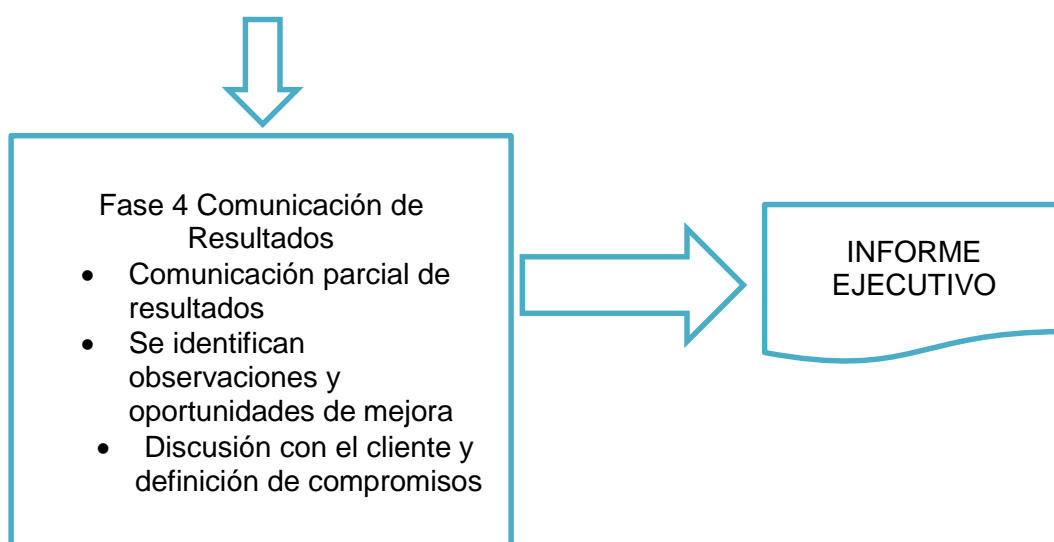 Fase 4 Comunicación de
Resultados
• Comunicación parcial de
resultados
• Se identifican
observaciones y
oportunidades de mejora
• Discusión con el cliente y
definición de compromisos
INFORME
EJECUTIVO